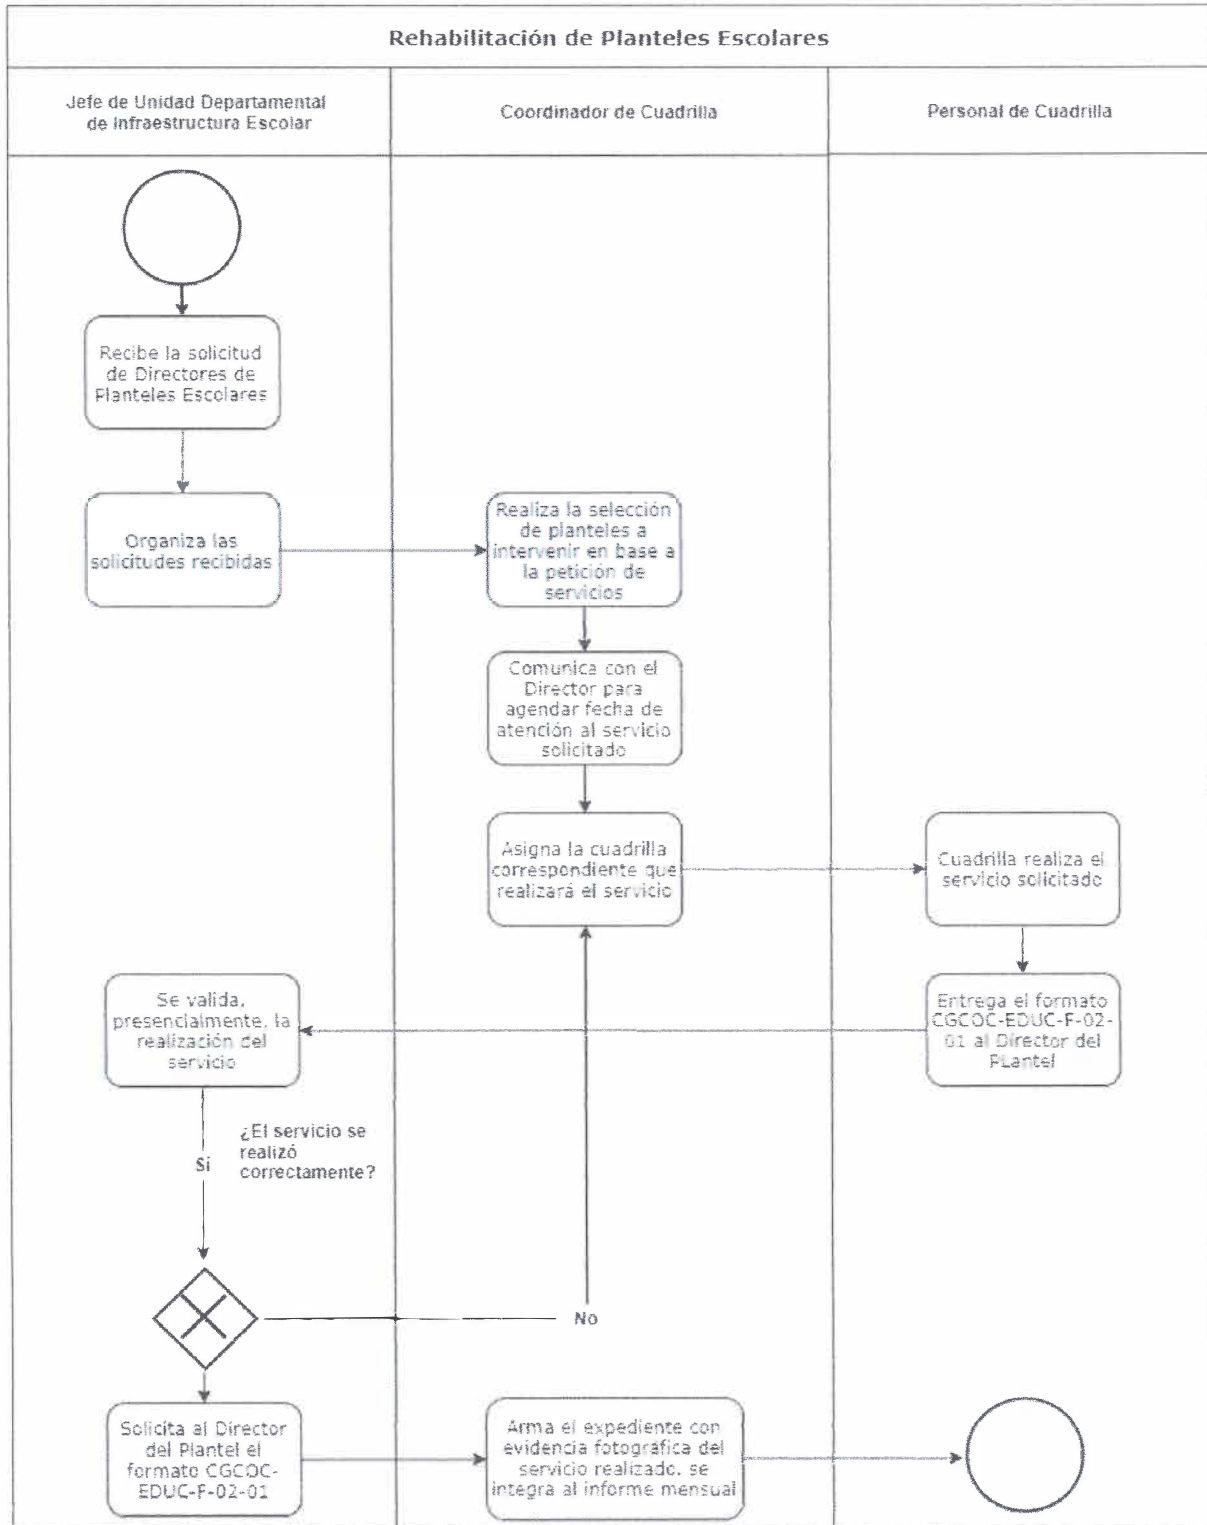 Rehabilitación de Planteles Escolares
Jefe de Unidad Departamental
de Infraestructura Escolar
Coordinador de Cuadrilla
Personal de Cuadrilla
Recibe la solicitud
de Directores de
Planteles Escolares
Organiza las
solicitudes recibidas
Realiza la selección
de planteles a
intervenir en base a
la petición de
servicios
Comunica con el
Director para
agendar fecha de
atención al servicio
solicitado
Asigna la cuadrilla
correspondiente que
realizará el servicio
Cuadrilla realiza el
servicio solicitado
Se valida,
presencialmente, la
realización del
servicio
Entrega el formato
CGCOC-EDUC-F-02-
01 al Director del
PLantel
¿El servicio se
realizó
correctamente?
Si
No
Solicita al Director
del Plantel el
formato CGCOC-
EDUC-F-02-01
Arma el expediente con
evidencia fotográfica del
servicio realizado, se
integra al informe mensual